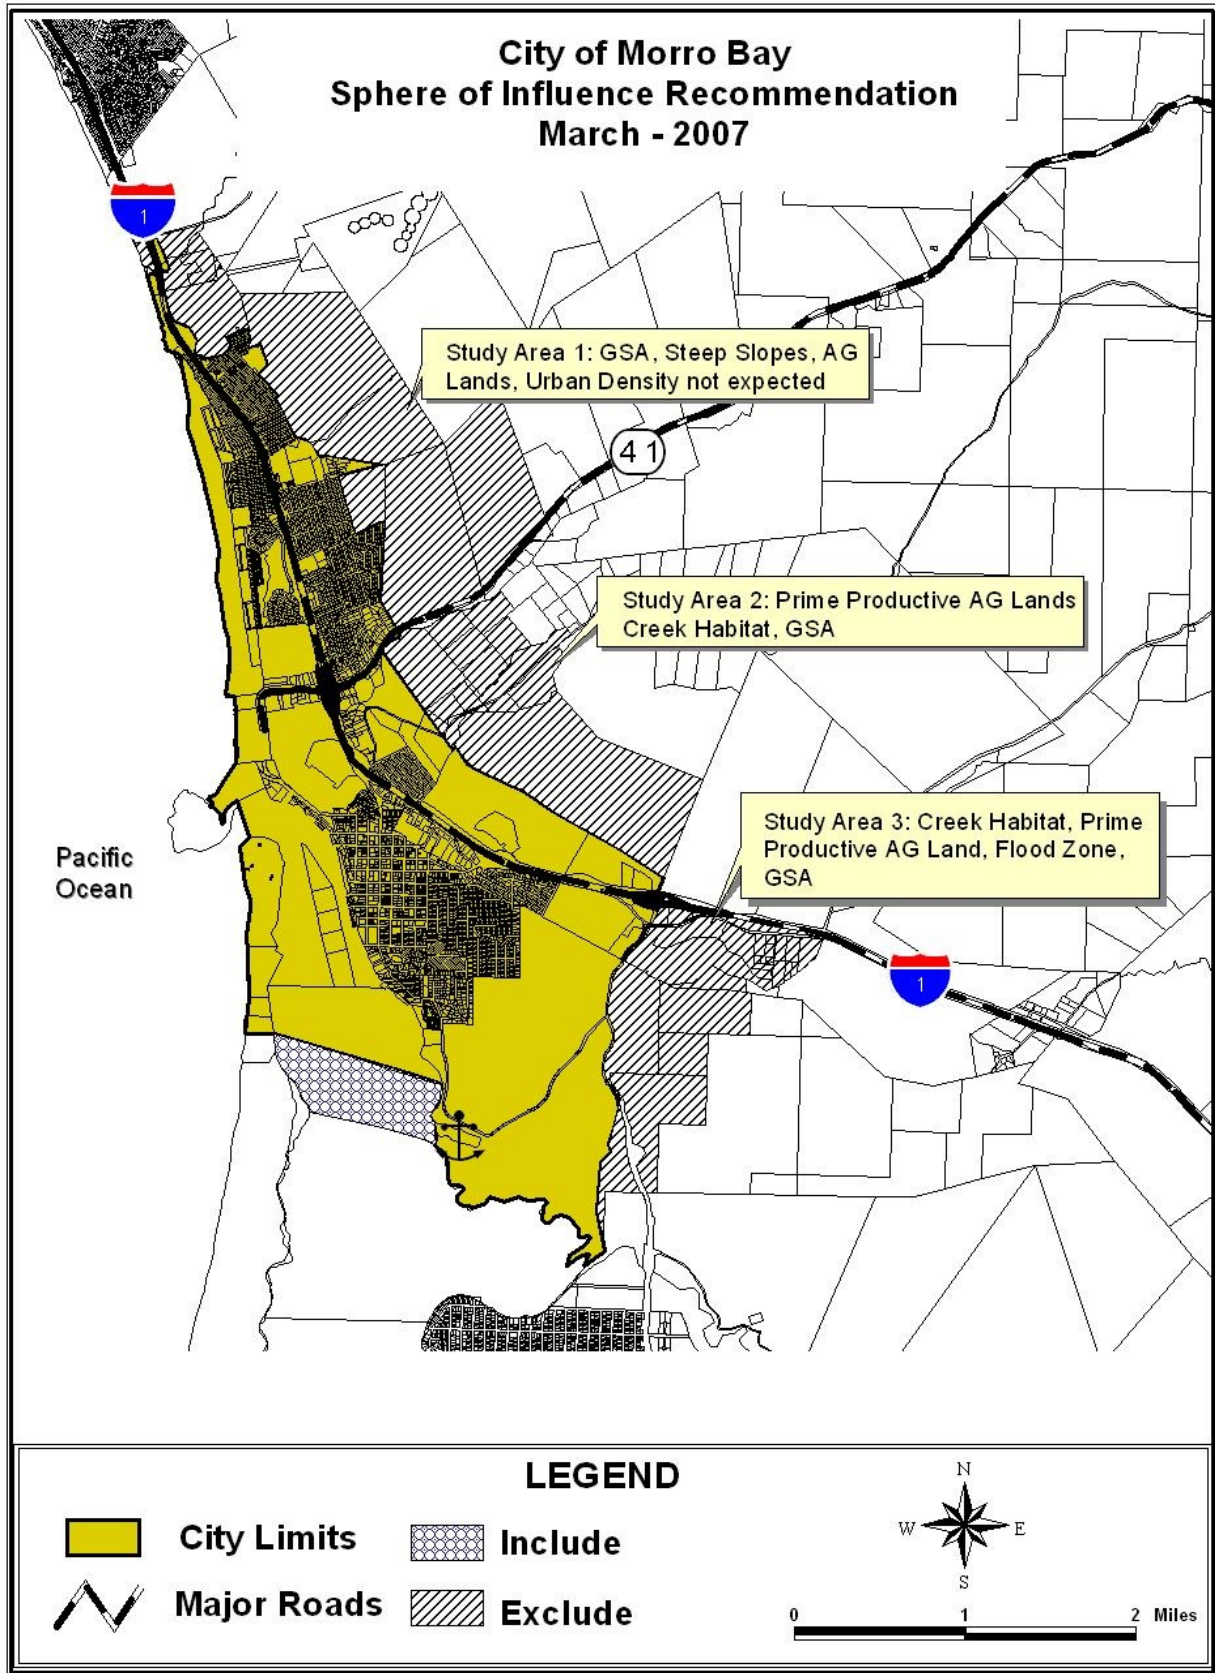 City of Morro Bay
Sphere of Influence Recommendation
March - 2007
1
Study Area 1: GSA, Steep Slopes, AG
Lands, Urban Density not expected
41
Study Area 2: Prime Productive AG Lands
Creek Habitat, GSA
Study Area 3: Creek Habitat, Prime
Productive AG Land, Flood Zone,
GSA
Pacific
Ocean
1
LEGEND
City Limits
Include
Major Roads
Exclude
N
W E
S
0 1 2 Miles